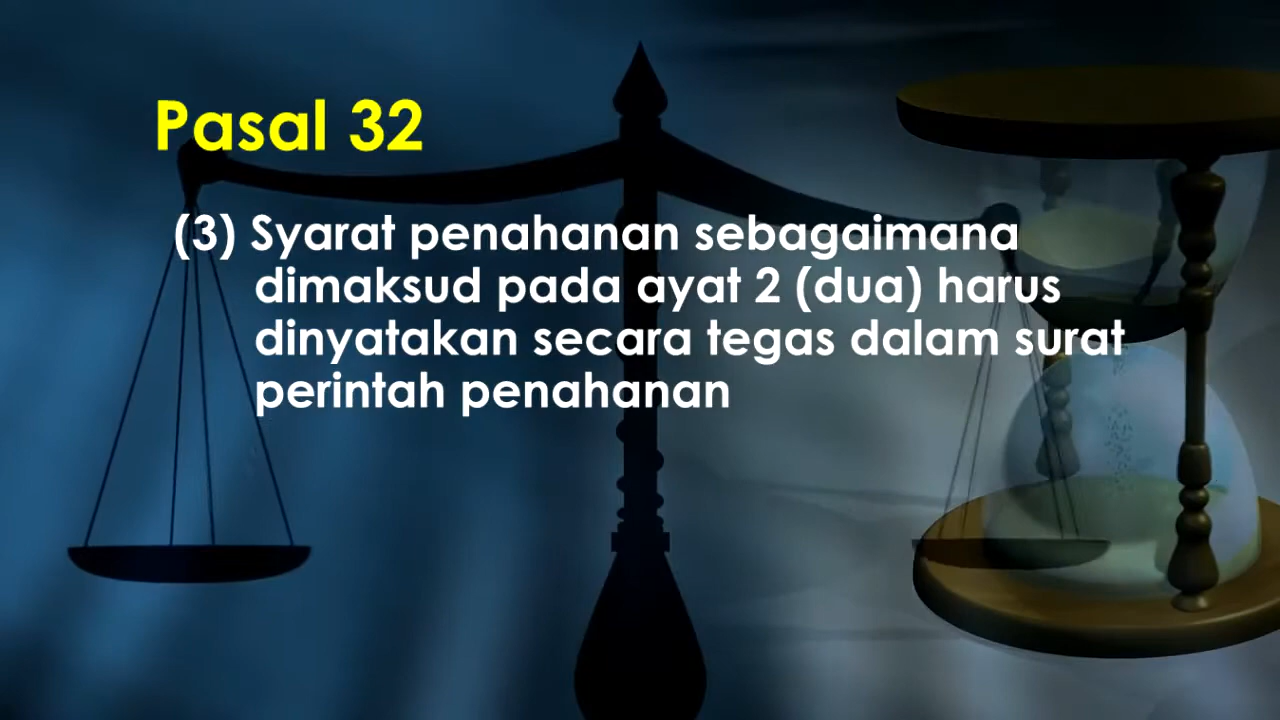 Pasal 32
(3) Syarat penahanan sebagaimana
dimaksud pada ayat 2 (dua) harus
dinyatakan secara tegas dalam surat
perintah penahanan